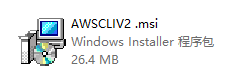 AWSCLIV2 .msi
Windows Installer 程序包
26.4 MB